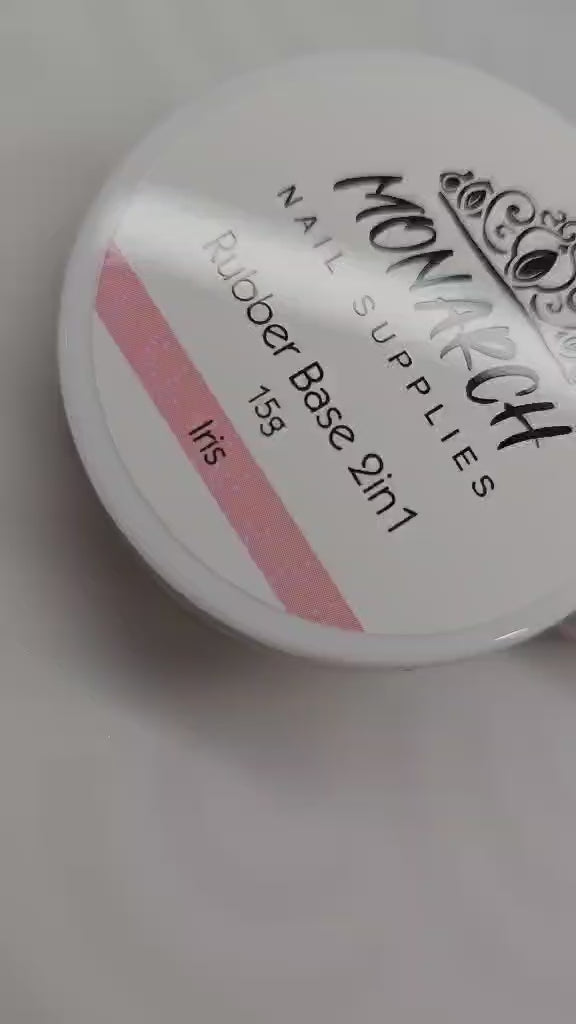 MONARCH
NAIL SUPPLIES
Rubber Base 2in1
15g
Iris